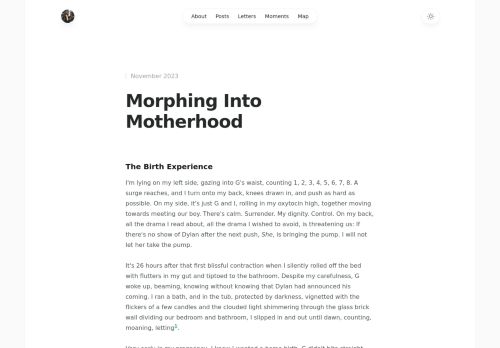 About Posts Letters Moments Map
November 2023
Morphing Into
Motherhood
The Birth Experience
I'm lying on my left side, gazing into G's waist, counting 1, 2, 3, 4, 5, 6, 7, 8. A
surge reaches, and I turn onto my back, knees drawn in, and push as hard as
possible. On my side, it's just G and I, rolling in my oxytocin high, together moving
towards meeting our boy. There's calm. Surrender. My dignity. Control. On my back,
all the drama I read about, all the drama I wished to avoid, is threatening us: If
there's no show of Dylan after the next push, She, is bringing the pump. I will not
let her take the pump.
It's 26 hours after that first blissful contraction when I silently rolled off the bed
with flutters in my gut and tiptoed to the bathroom. Despite my carefulness, G
woke up, beaming, knowing without knowing that Dylan had announced his
coming. I ran a bath, and in the tub, protected by darkness, vignetted with the
flickers of a few candles and the clouded light shimmering through the glass brick
wall dividing our bedroom and bathroom, I slipped in and out until dawn, counting,
moaning, letting